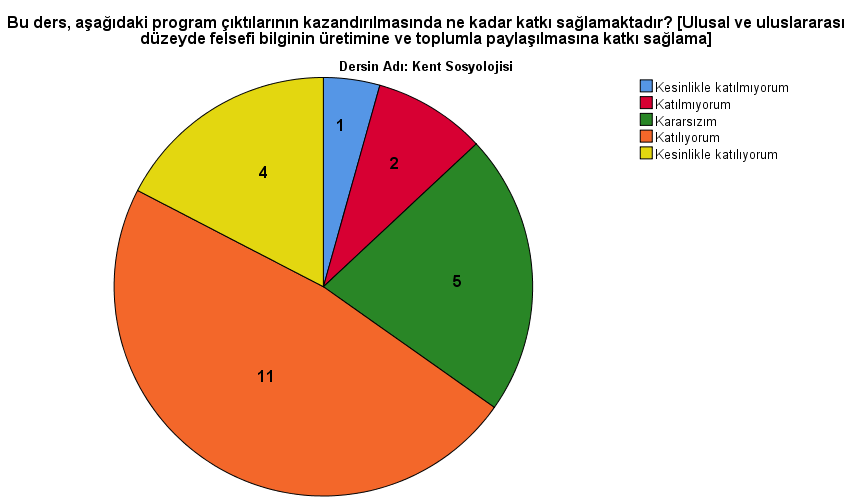 Bu ders, aşağıdaki program çıktılarının kazandırılmasında ne kadar katkı sağlamaktadır? [Ulusal ve uluslararası
düzeyde felsefi bilginin üretimine ve toplumla paylaşılmasına katkı sağlama]
Dersin Adı: Kent Sosyolojisi
Kesinlikle katılmıyorum
Katılmıyorum
Kararsızım
Katılıyorum
Kesinlikle katılıyorum
1
2
4
5
11